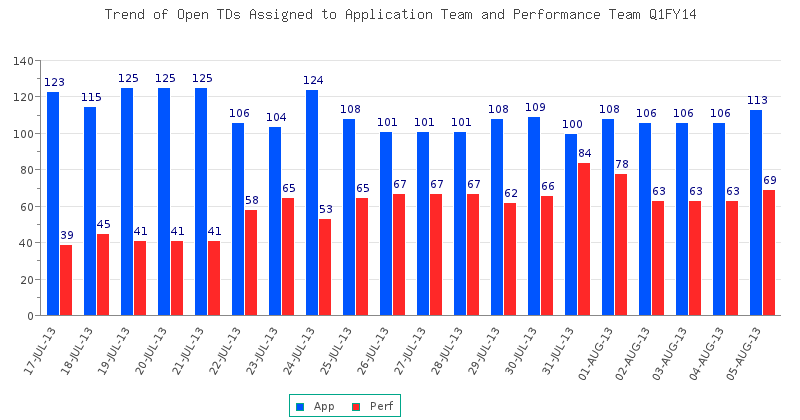 Trend of Open TDs Assigned to Application Team and Performance Team Q1FY14
140
120
100
80
60
40
20
0
123 39
115 45
125 41
125 41
125 41
106 58
104 65
124 53
108 65
101 67
101 67
101 67
108 62
109 66
100 84
108 78
106 63
106 63
106 63
113 69
17-JUL-13
18-JUL-13
19-JUL-13
20-JUL-13
21-JUL-13
22-JUL-13
23-JUL-13
24-JUL-13
25-JUL-13
26-JUL-13
27-JUL-13
28-JUL-13
29-JUL-13
30-JUL-13
31-JUL-13
01-AUG-13
02-AUG-13
03-AUG-13
04-AUG-13
05-AUG-13
App Perf